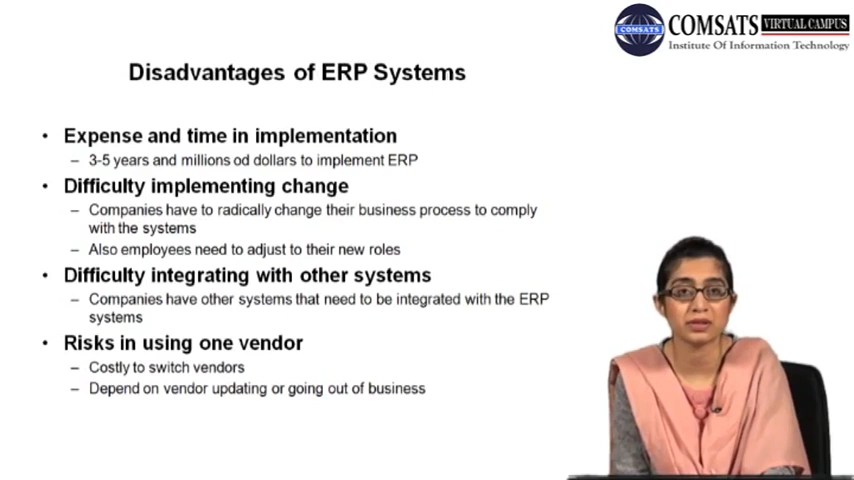 COMSATS VIRTUAL CAMPUS
COMSATS
Institute Of Information Technology
Disadvantages of ERP Systems
• Expense and time in implementation
– 3-5 years and millions od dollars to implement ERP
• Difficulty implementing change
– Companies have to radically change their business process to comply
with the systems
– Also employees need to adjust to their new roles
• Difficulty integrating with other systems
– Companies have other systems that need to be integrated with the ERP
systems
• Risks in using one vendor
– Costly to switch vendors
– Depend on vendor updating or going out of business